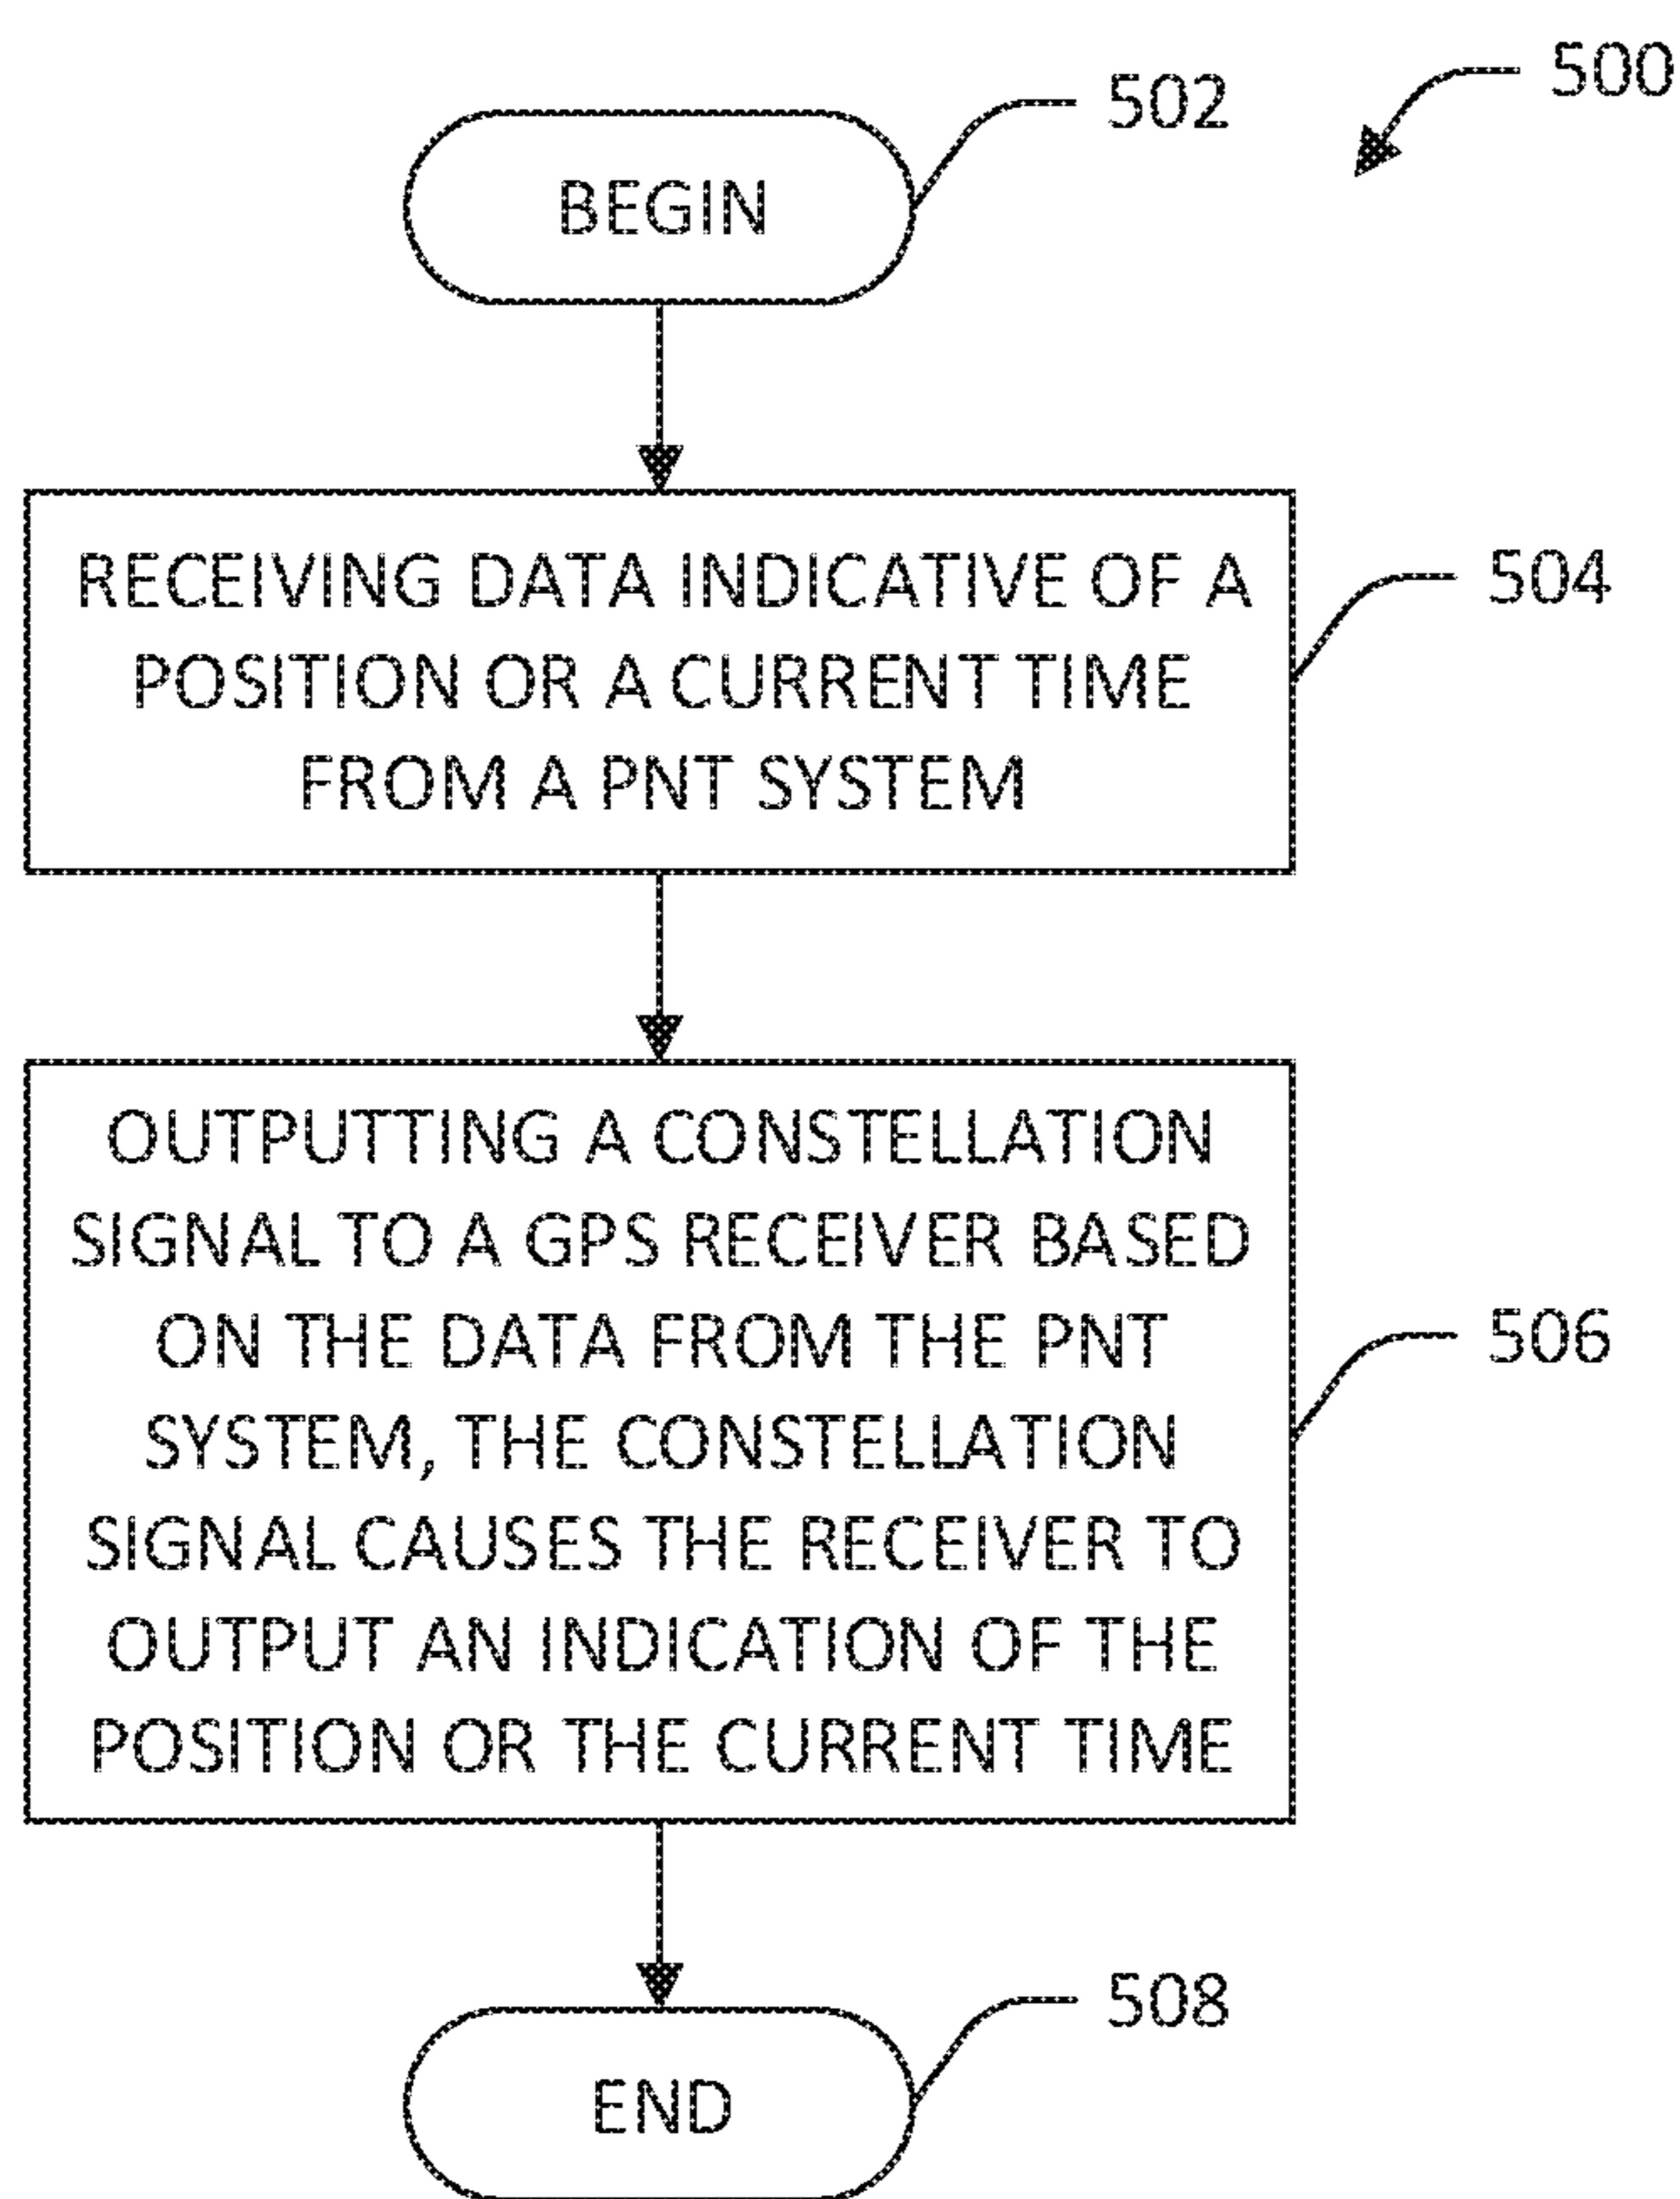 500
502
BEGIN
RECEIVING DATA INDICATIVE OF A
POSITION OR A CURRENT TIME
FROM A PNT SYSTEM
504
OUTPUTTING A CONSTELLATION
SIGNAL TO A GPS RECEIVER BASED
ON THE DATA FROM THE PNT
SYSTEM, THE CONSTELLATION
SIGNAL CAUSES THE RECEIVER TO
OUTPUT AN INDICATION OF THE
POSITION OR THE CURRENT TIME
506
508
END